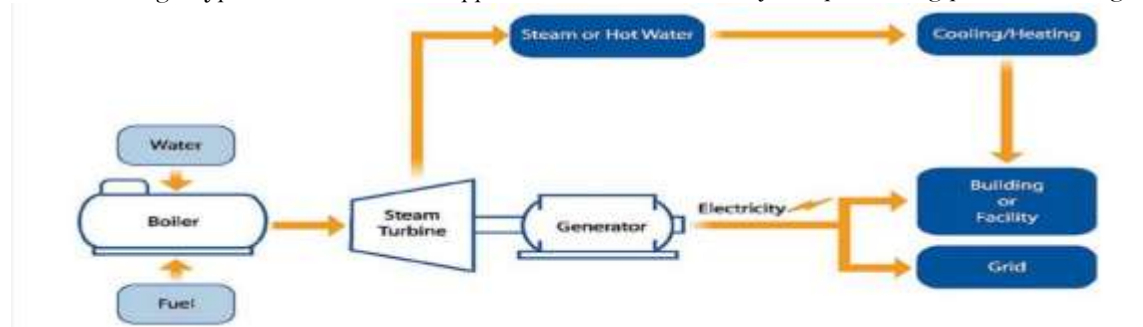 Steam or Hot Water
Cooling/Heating
Water
Boiler
Steam
Turbine
Generator
Electricity
Building
or
Facility
Grid
Fuel